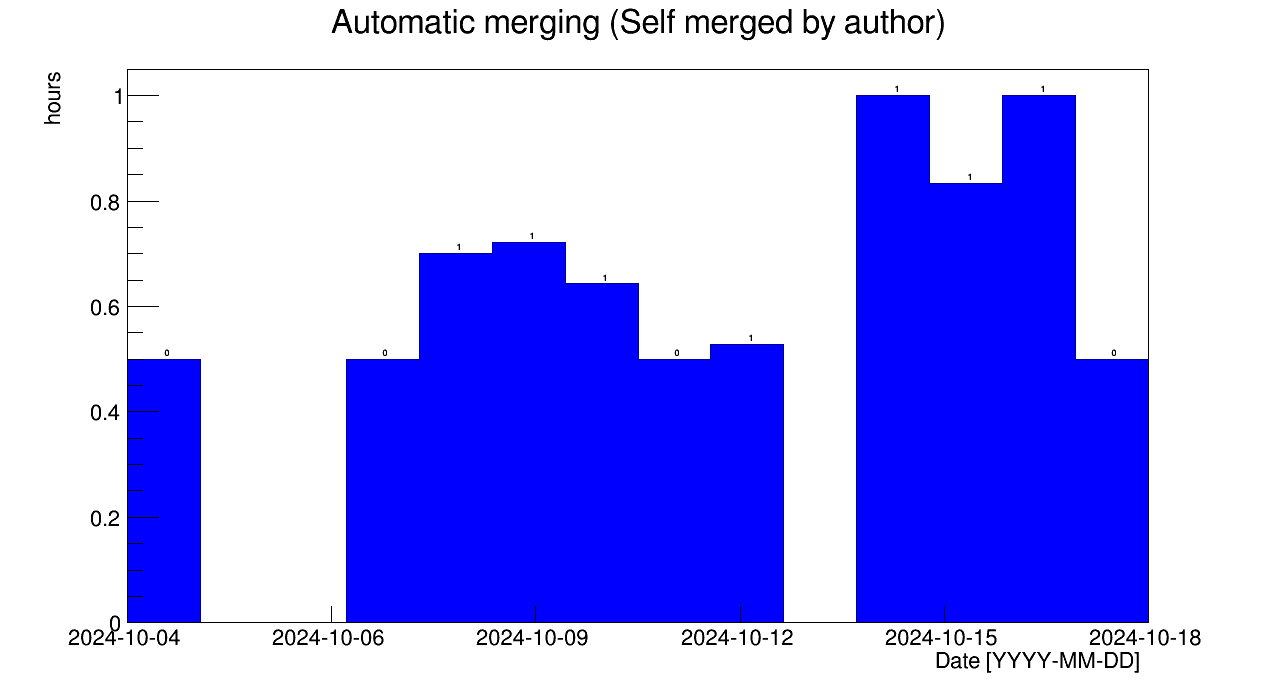 Automatic merging (Self merged by author)
hours
1
0.8
0.6
0.4
0.2
0
0 0 1 1 1 0 1 1 1 1 0
2024-10-04 2024-10-06 2024-10-09 2024-10-12 2024-10-15 2024-10-18
Date [YYYY-MM-DD]